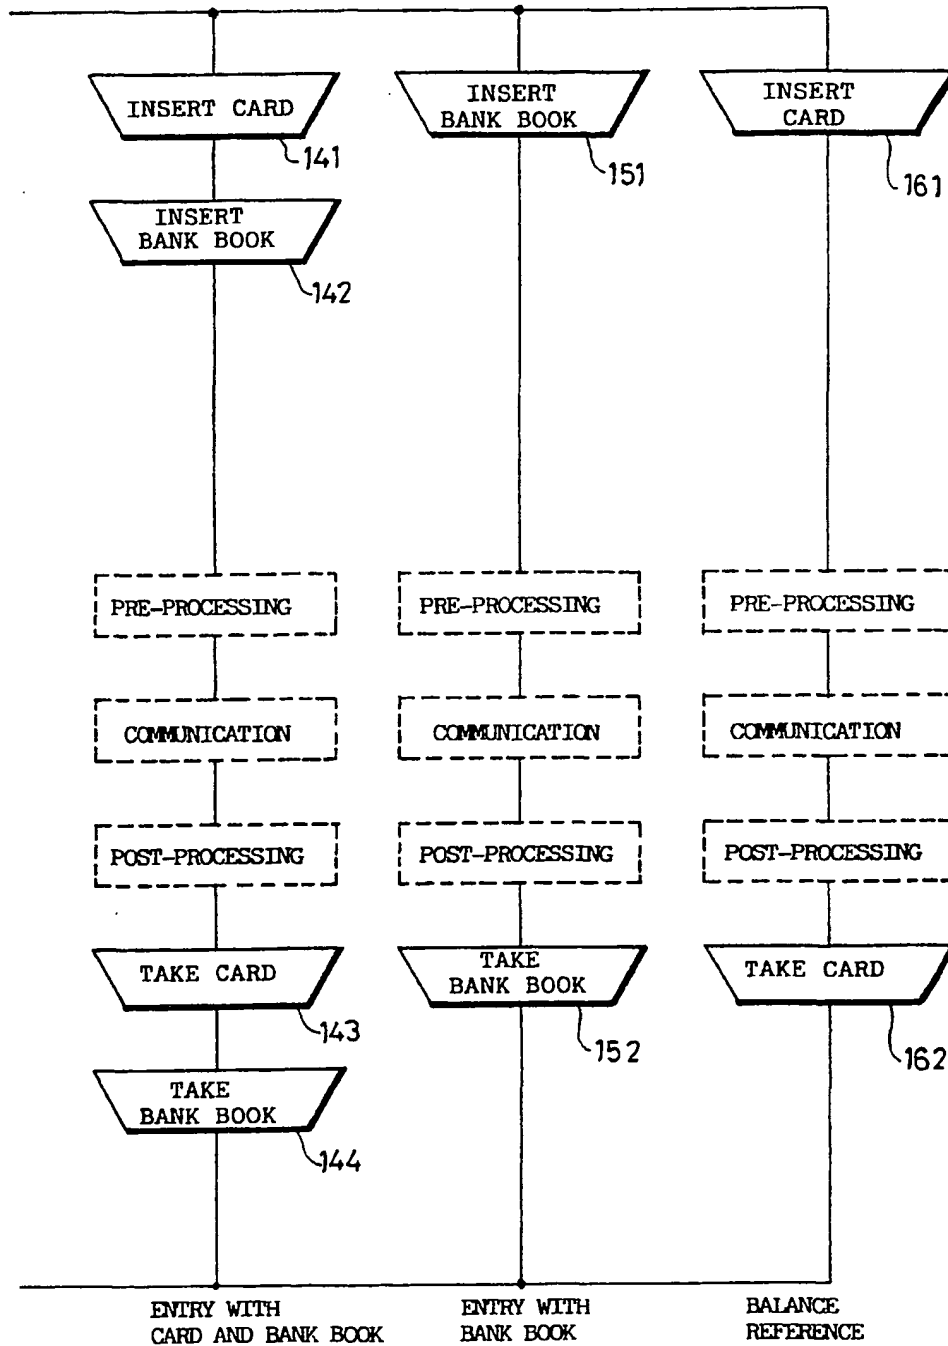 INSERT CARD
141
INSERT
BANK BOOK
142
PRE-PROCESSING
COMMUNICATION
POST-PROCESSING
TAKE CARD
143
TAKE
BANK BOOK
144
ENTRY WITH
CARD AND BANK BOOK
INSERT
BANK BOOK
151
PRE-PROCESSING
COMMUNICATION
POST-PROCESSING
TAKE
BANK BOOK
152
ENTRY WITH
BANK BOOK
INSERT
CARD
161
PRE-PROCESSING
COMMUNICATION
POST-PROCESSING
TAKE CARD
162
BALANCE
REFERENCE